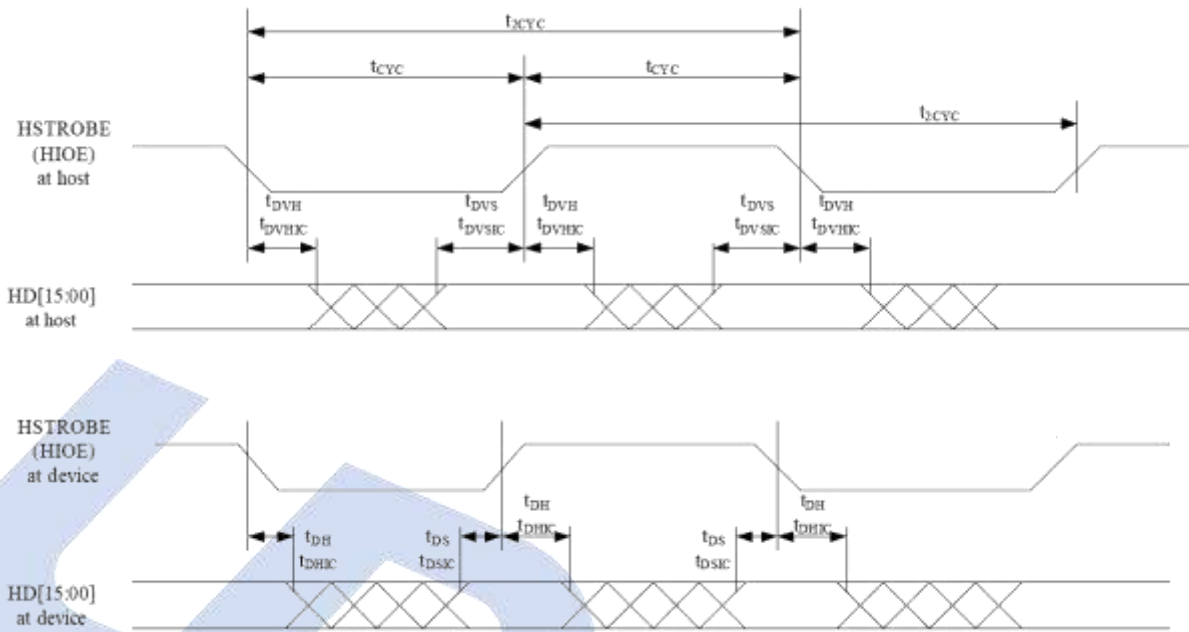 t2CYC
tCYC tCYC
t2CYC
HSTROBE
(HIOE)
at host
tDVH tDVS tDVH tDVS tDVH
tDVHIC tDVSIC tDVHIC tDVSIC tDVHIC
HD[15:00]
at host
HSTROBE
(HIOE)
at device
tDH tDH
tDHIC tDHIC
tDH tDS tDS
tDHIC tDSIC tDSIC
HD[15:00]
at device